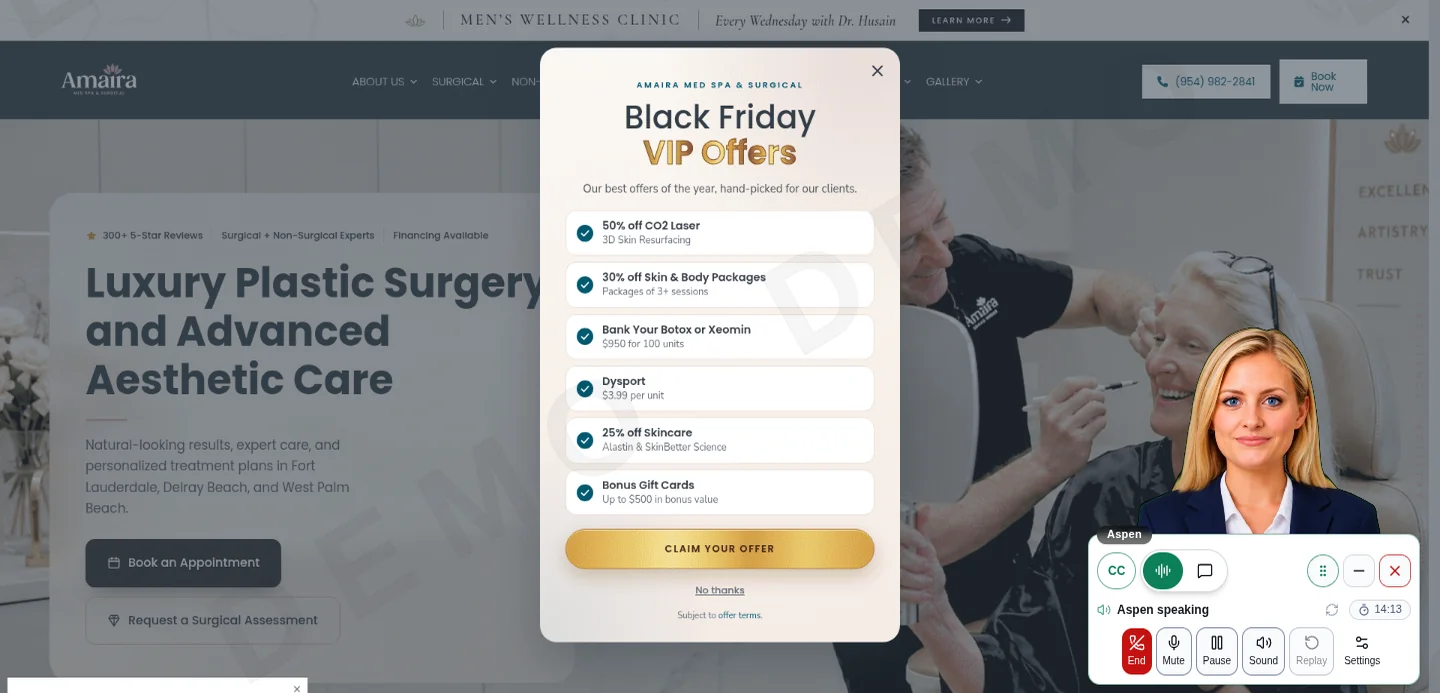 MEN'S WELLNESS CLINIC
Every Wednesday with Dr. Husain
LEARN MORE →
×
Amaira
MED SPA & SURGICAL
ABOUT US
SURGICAL
NON-
GALLERY
(954) 982-2841
Book Now
AMAIRA MED SPA & SURGICAL
Black Friday
VIP Offers
Our best offers of the year, hand-picked for our clients.
50% off CO2 Laser
3D Skin Resurfacing
30% off Skin & Body Packages
Packages of 3+ sessions
Bank Your Botox or Xeomin
$950 for 100 units
Dysport
$3.99 per unit
25% off Skincare
Alastin & SkinBetter Science
Bonus Gift Cards
Up to $500 in bonus value
CLAIM YOUR OFFER
No thanks
Subject to offer terms.
300+ 5-Star Reviews
Surgical + Non-Surgical Experts
Financing Available
Luxury Plastic Surgery
and Advanced
Aesthetic Care
Natural-looking results, expert care, and
personalized treatment plans in Fort
Lauderdale, Delray Beach, and West Palm
Beach.
Book an Appointment
Request a Surgical Assessment
EXCELLEN
ARTISTRY
TRUST
Amaira
DEMO
DEMO
Aspen
CC
Aspen speaking
14:13
End
Mute
Pause
Sound
Replay
Settings